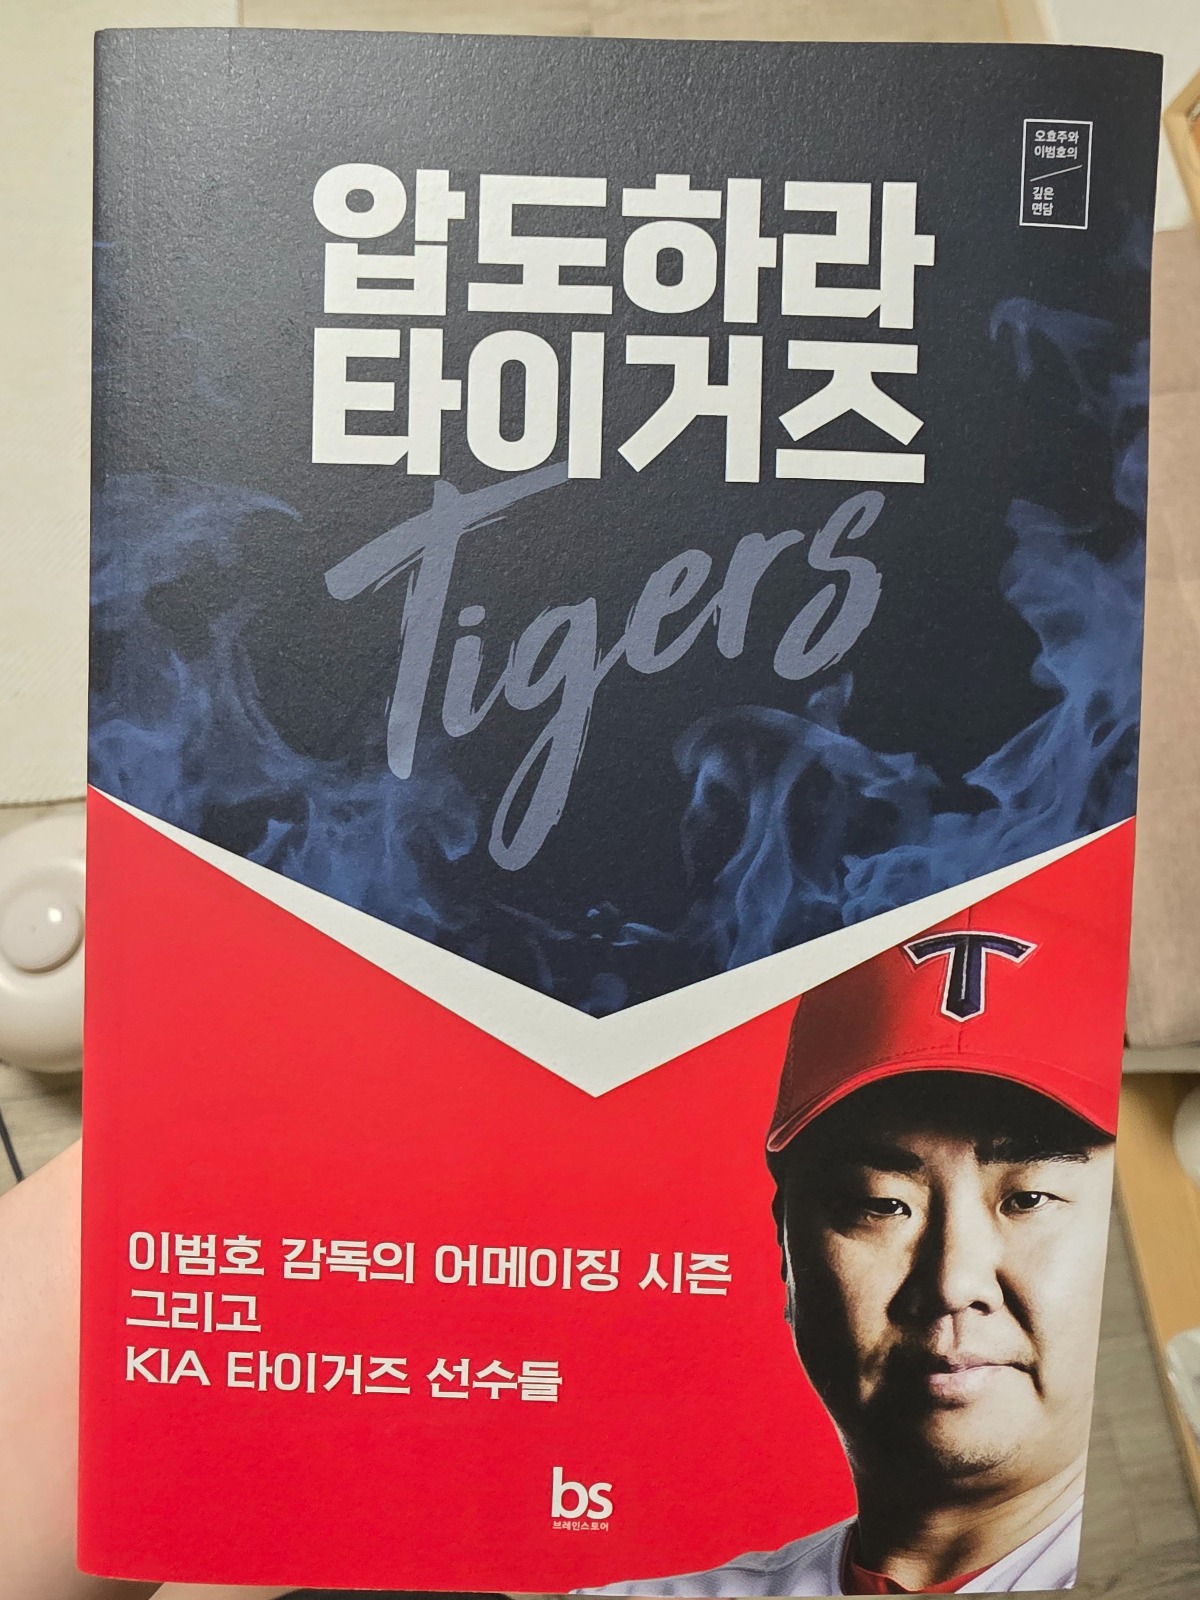 오효주와
이범호의
깊은
면담
압도하라
타이거즈
Tigers
T
이범호 감독의 어메이징 시즌
그리고
KIA 타이거즈 선수들
bs
브레인스토어